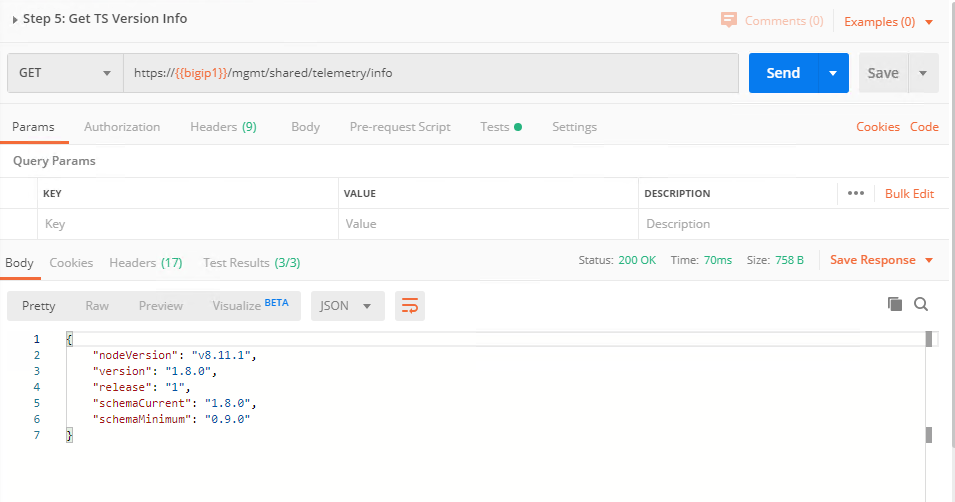 Step 5: Get TS Version Info
Comments (0)
Examples (0)
GET
https://{{bigip1}}/mgmt/shared/telemetry/info
Send
Save
Params
Authorization
Headers (9)
Body
Pre-request Script
Tests
Settings
Cookies
Code
Query Params
KEY
VALUE
DESCRIPTION
Bulk Edit
Key
Value
Description
Body
Cookies
Headers (17)
Test Results (3/3)
Status: 200 OK
Time: 70ms
Size: 758 B
Save Response
Pretty
Raw
Preview
Visualize BETA
JSON
1 {
2 "nodeVersion": "v8.11.1",
3 "version": "1.8.0",
4 "release": "1",
5 "schemaCurrent": "1.8.0",
6 "schemaMinimum": "0.9.0"
7 }